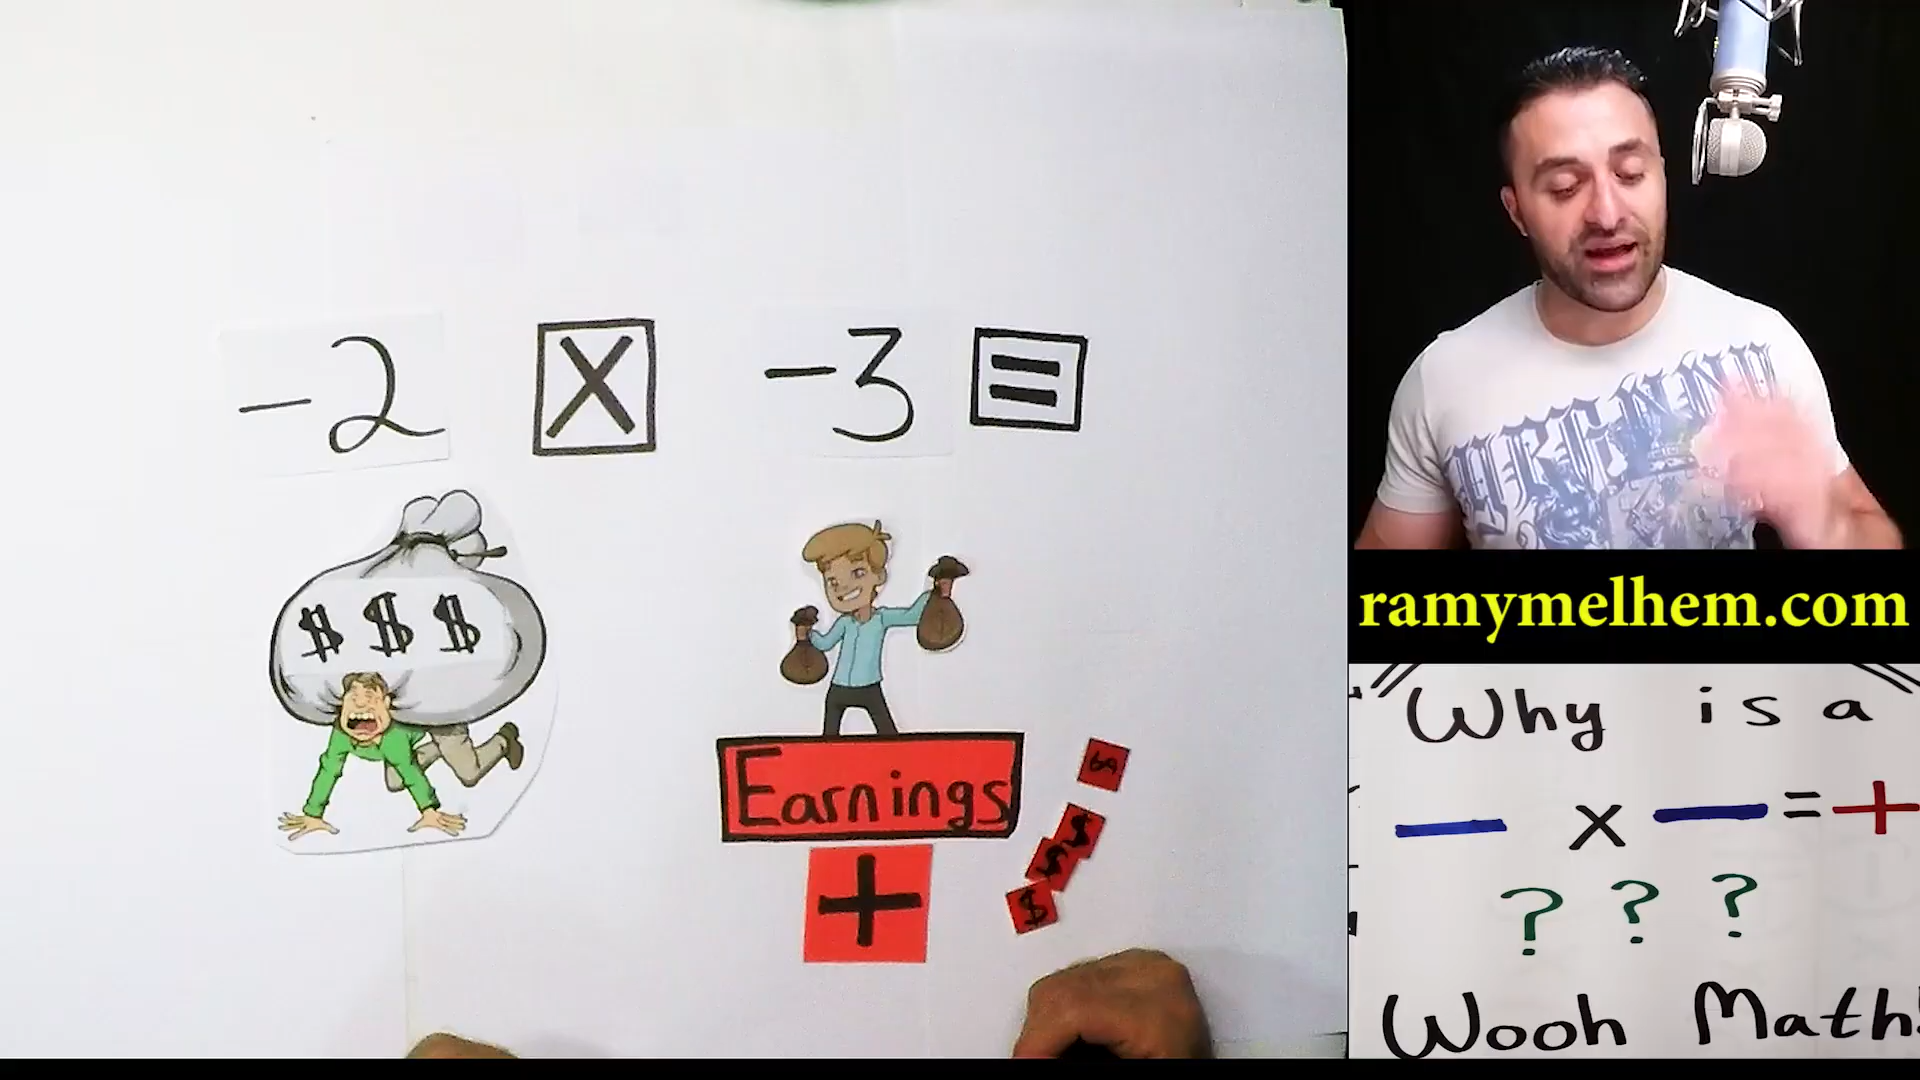 -2 X -3 =
$ $ $
Earnings
+
$
$
$
$
ramymelhem.com
Why is a
— x — = +
? ? ?
Wooh Math!